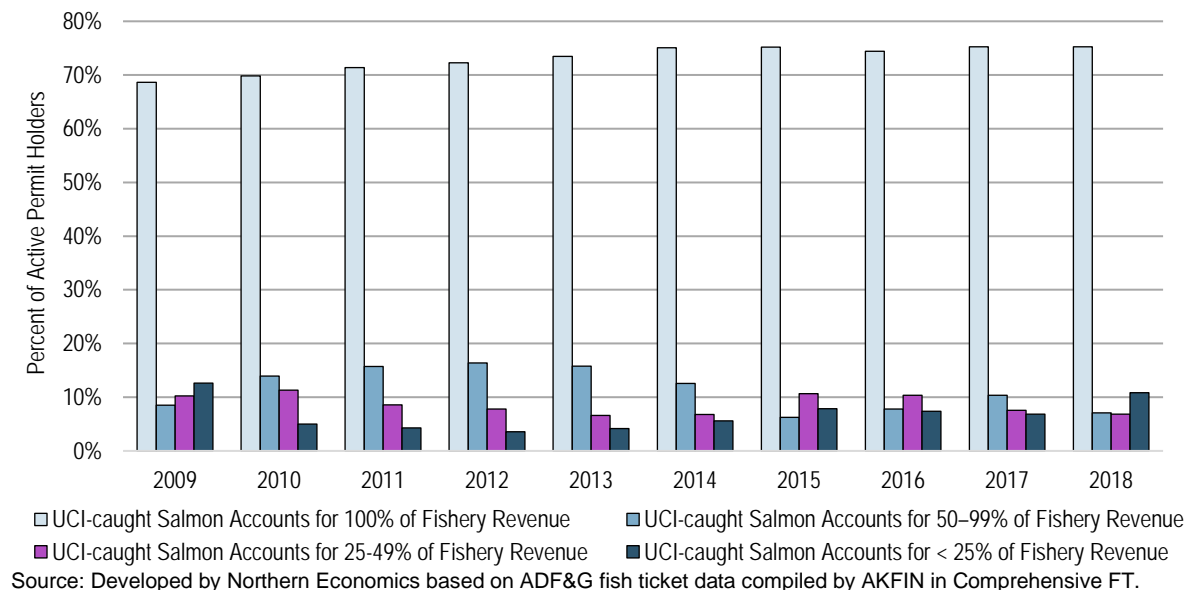 80%
70%
60%
50%
40%
30%
20%
10%
0%
Percent of Active Permit Holders
2009 2010 2011 2012 2013 2014 2015 2016 2017 2018
UCI-caught Salmon Accounts for 100% of Fishery Revenue UCI-caught Salmon Accounts for 50–99% of Fishery Revenue
UCI-caught Salmon Accounts for 25-49% of Fishery Revenue UCI-caught Salmon Accounts for < 25% of Fishery Revenue
Source: Developed by Northern Economics based on ADF&G fish ticket data compiled by AKFIN in Comprehensive FT.